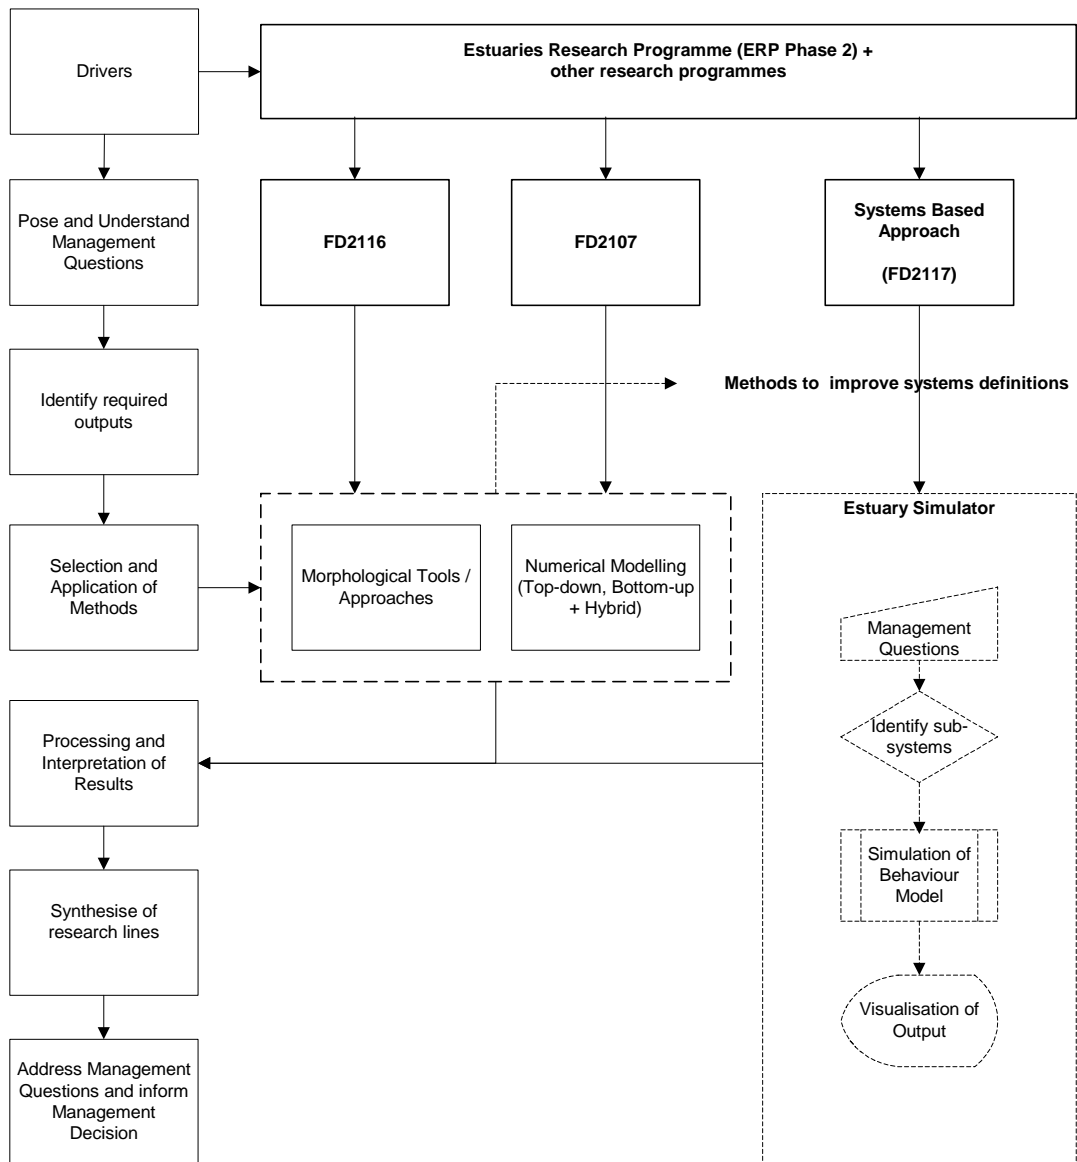 Drivers
Estuaries Research Programme (ERP Phase 2) +
other research programmes
Pose and Understand
Management
Questions
FD2116
FD2107
Systems Based
Approach
(FD2117)
Identify required
outputs
Methods to improve systems definitions
Selection and
Application of
Methods
Morphological Tools /
Approaches
Numerical Modelling
(Top-down, Bottom-up
+ Hybrid)
Estuary Simulator
Management
Questions
Identify sub-
systems
Simulation of
Behaviour
Model
Visualisation of
Output
Processing and
Interpretation of
Results
Synthesise of
research lines
Address Management
Questions and inform
Management
Decision